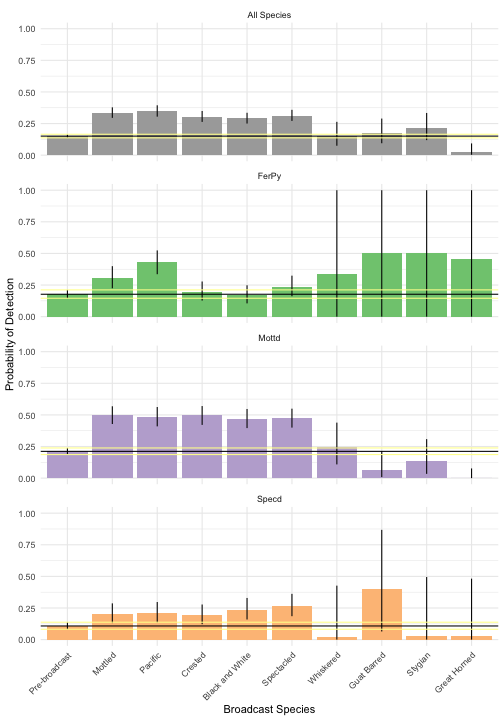 All Species
1.00
0.75
0.50
0.25
0.00
FerPy
1.00
0.75
0.50
0.25
0.00
Mottd
1.00
0.75
0.50
0.25
0.00
Specd
1.00
0.75
0.50
0.25
0.00
Probability of Detection
Pre-broadcast
Mottled
Pacific
Crested
Black and White
Spectacled
Whiskered
Guat Barred
Stygian
Great Horned
Broadcast Species